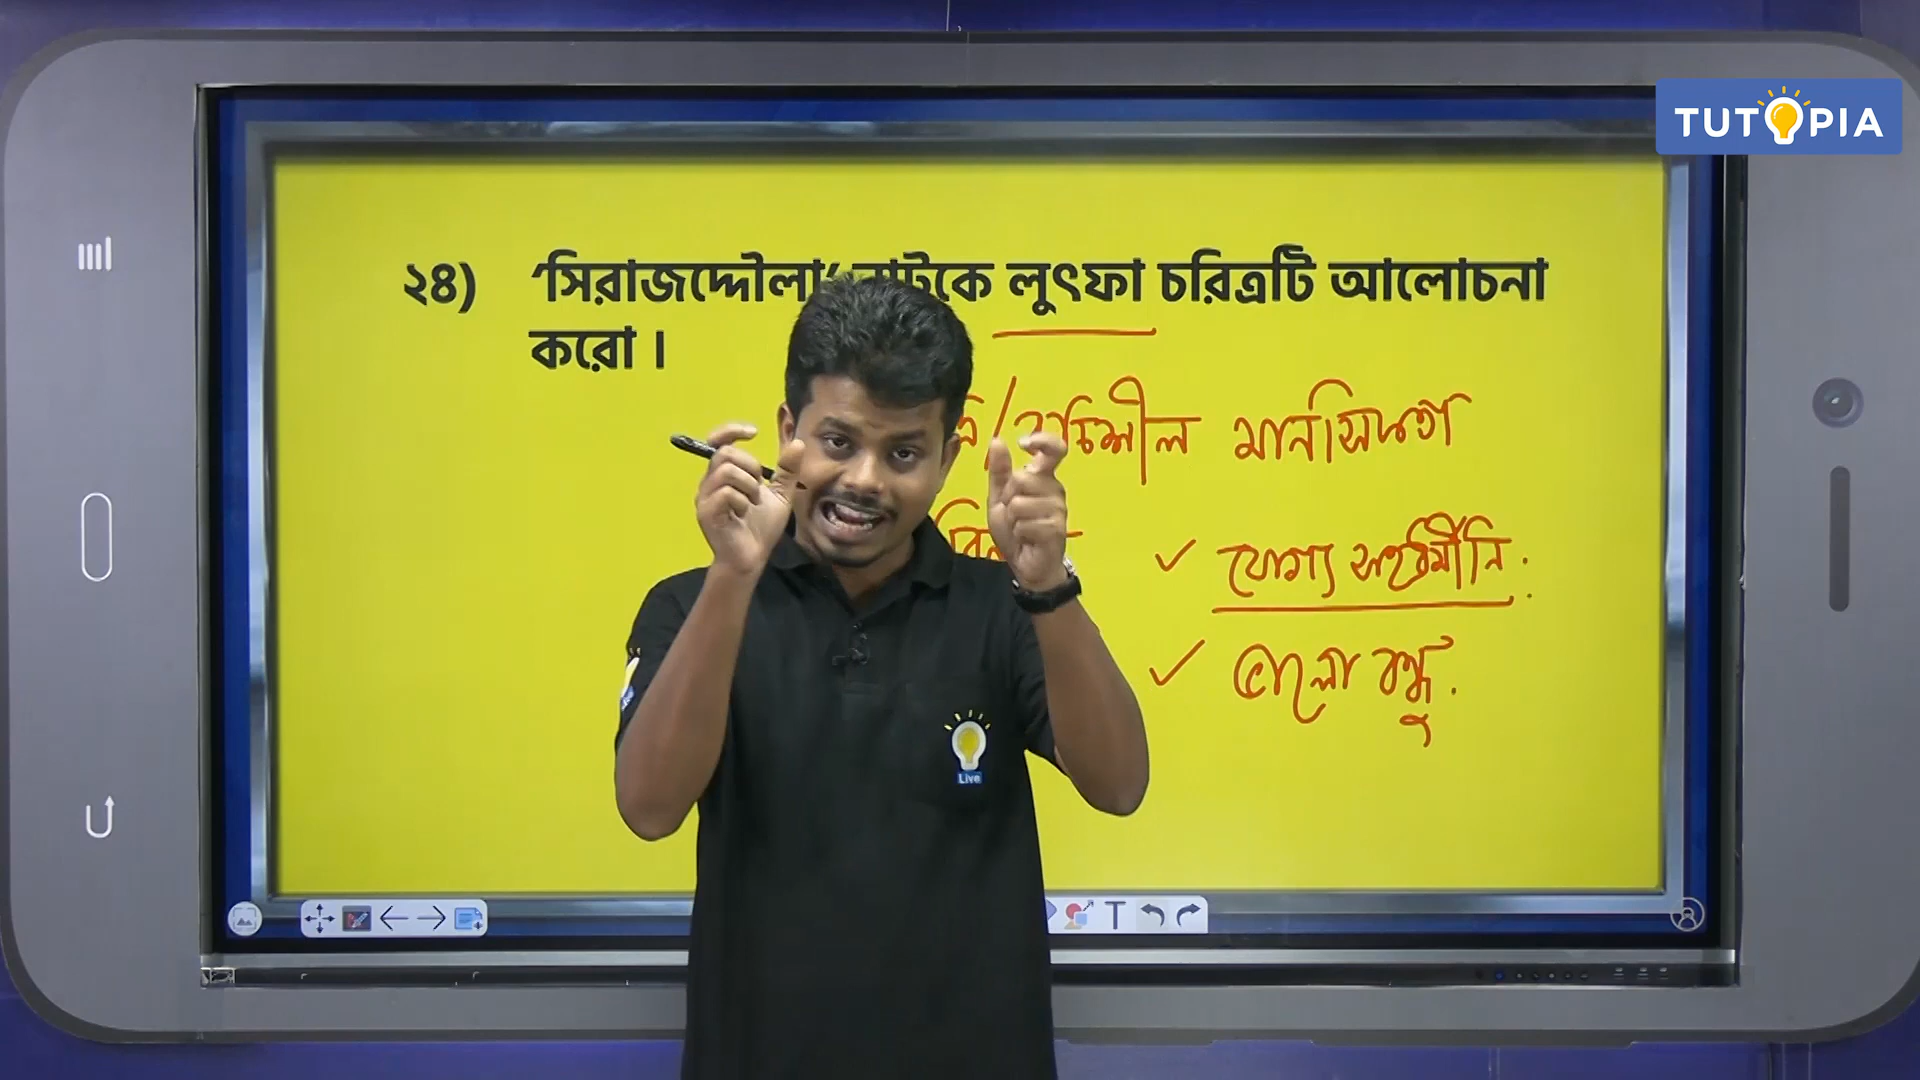 TUTOPIA
২৪) ‘সিরাজদ্দৌলা’ নাটকে লুৎফা চরিত্রটি আলোচনা
করো ।
মানসিকতা
✓ যোগ্য সহধর্মীনি .
✓ ভালো বন্ধু .
Live